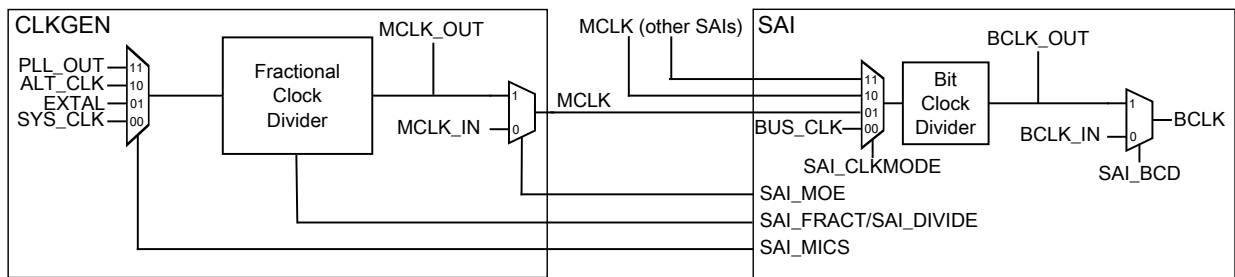 CLKGEN
PLL_OUT
ALT_CLK
EXTAL
SYS_CLK
11
10
01
00
Fractional
Clock
Divider
MCLK_OUT
MCLK_IN
1
0
MCLK
MCLK (other SAIs)
SAI
BUS_CLK
11
10
01
00
SAI_CLKMODE
Bit
Clock
Divider
BCLK_OUT
BCLK_IN
1
0
BCLK
SAI_BCD
SAI_MOE
SAI_FRACT/SAI_DIVIDE
SAI_MICS